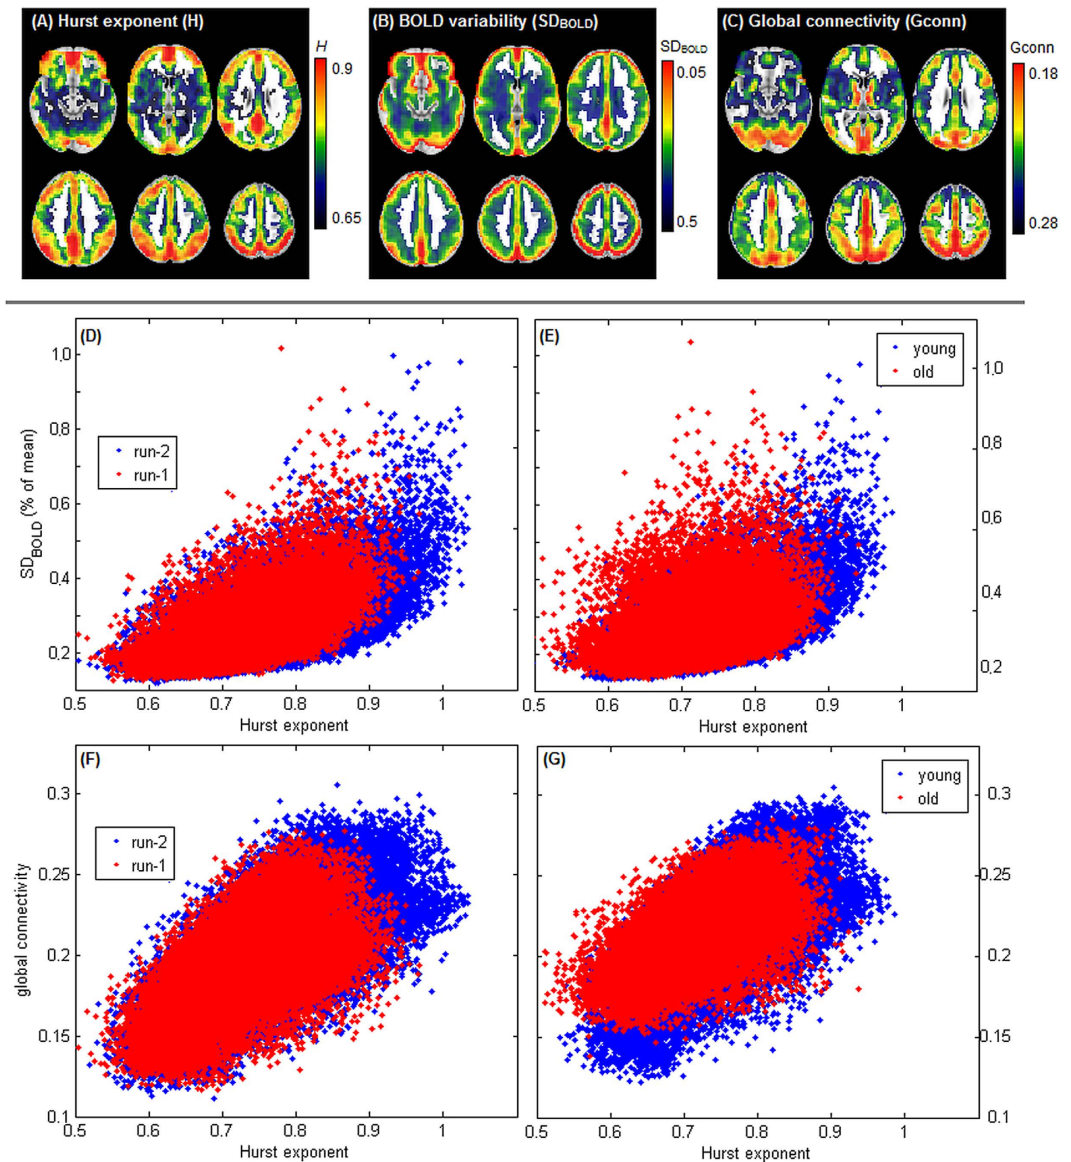 (A) Hurst exponent (H)
H
0.9
0.65
(B) BOLD variability (SDBOLD)
SDBOLD
0.05
0.5
(C) Global connectivity (Gconn)
Gconn
0.18
0.28
(D)
1.0
0.8
0.6
0.4
0.2
SDBOLD (% of mean)
run-2
run-1
0.5 0.6 0.7 0.8 0.9 1
Hurst exponent
(E)
young
old
1.0
0.8
0.6
0.4
0.2
0.5 0.6 0.7 0.8 0.9 1
Hurst exponent
(F)
0.3
0.25
0.2
0.15
0.1
global connectivity
run-2
run-1
0.5 0.6 0.7 0.8 0.9 1
Hurst exponent
(G)
young
old
0.3
0.25
0.2
0.15
0.1
0.5 0.6 0.7 0.8 0.9 1
Hurst exponent